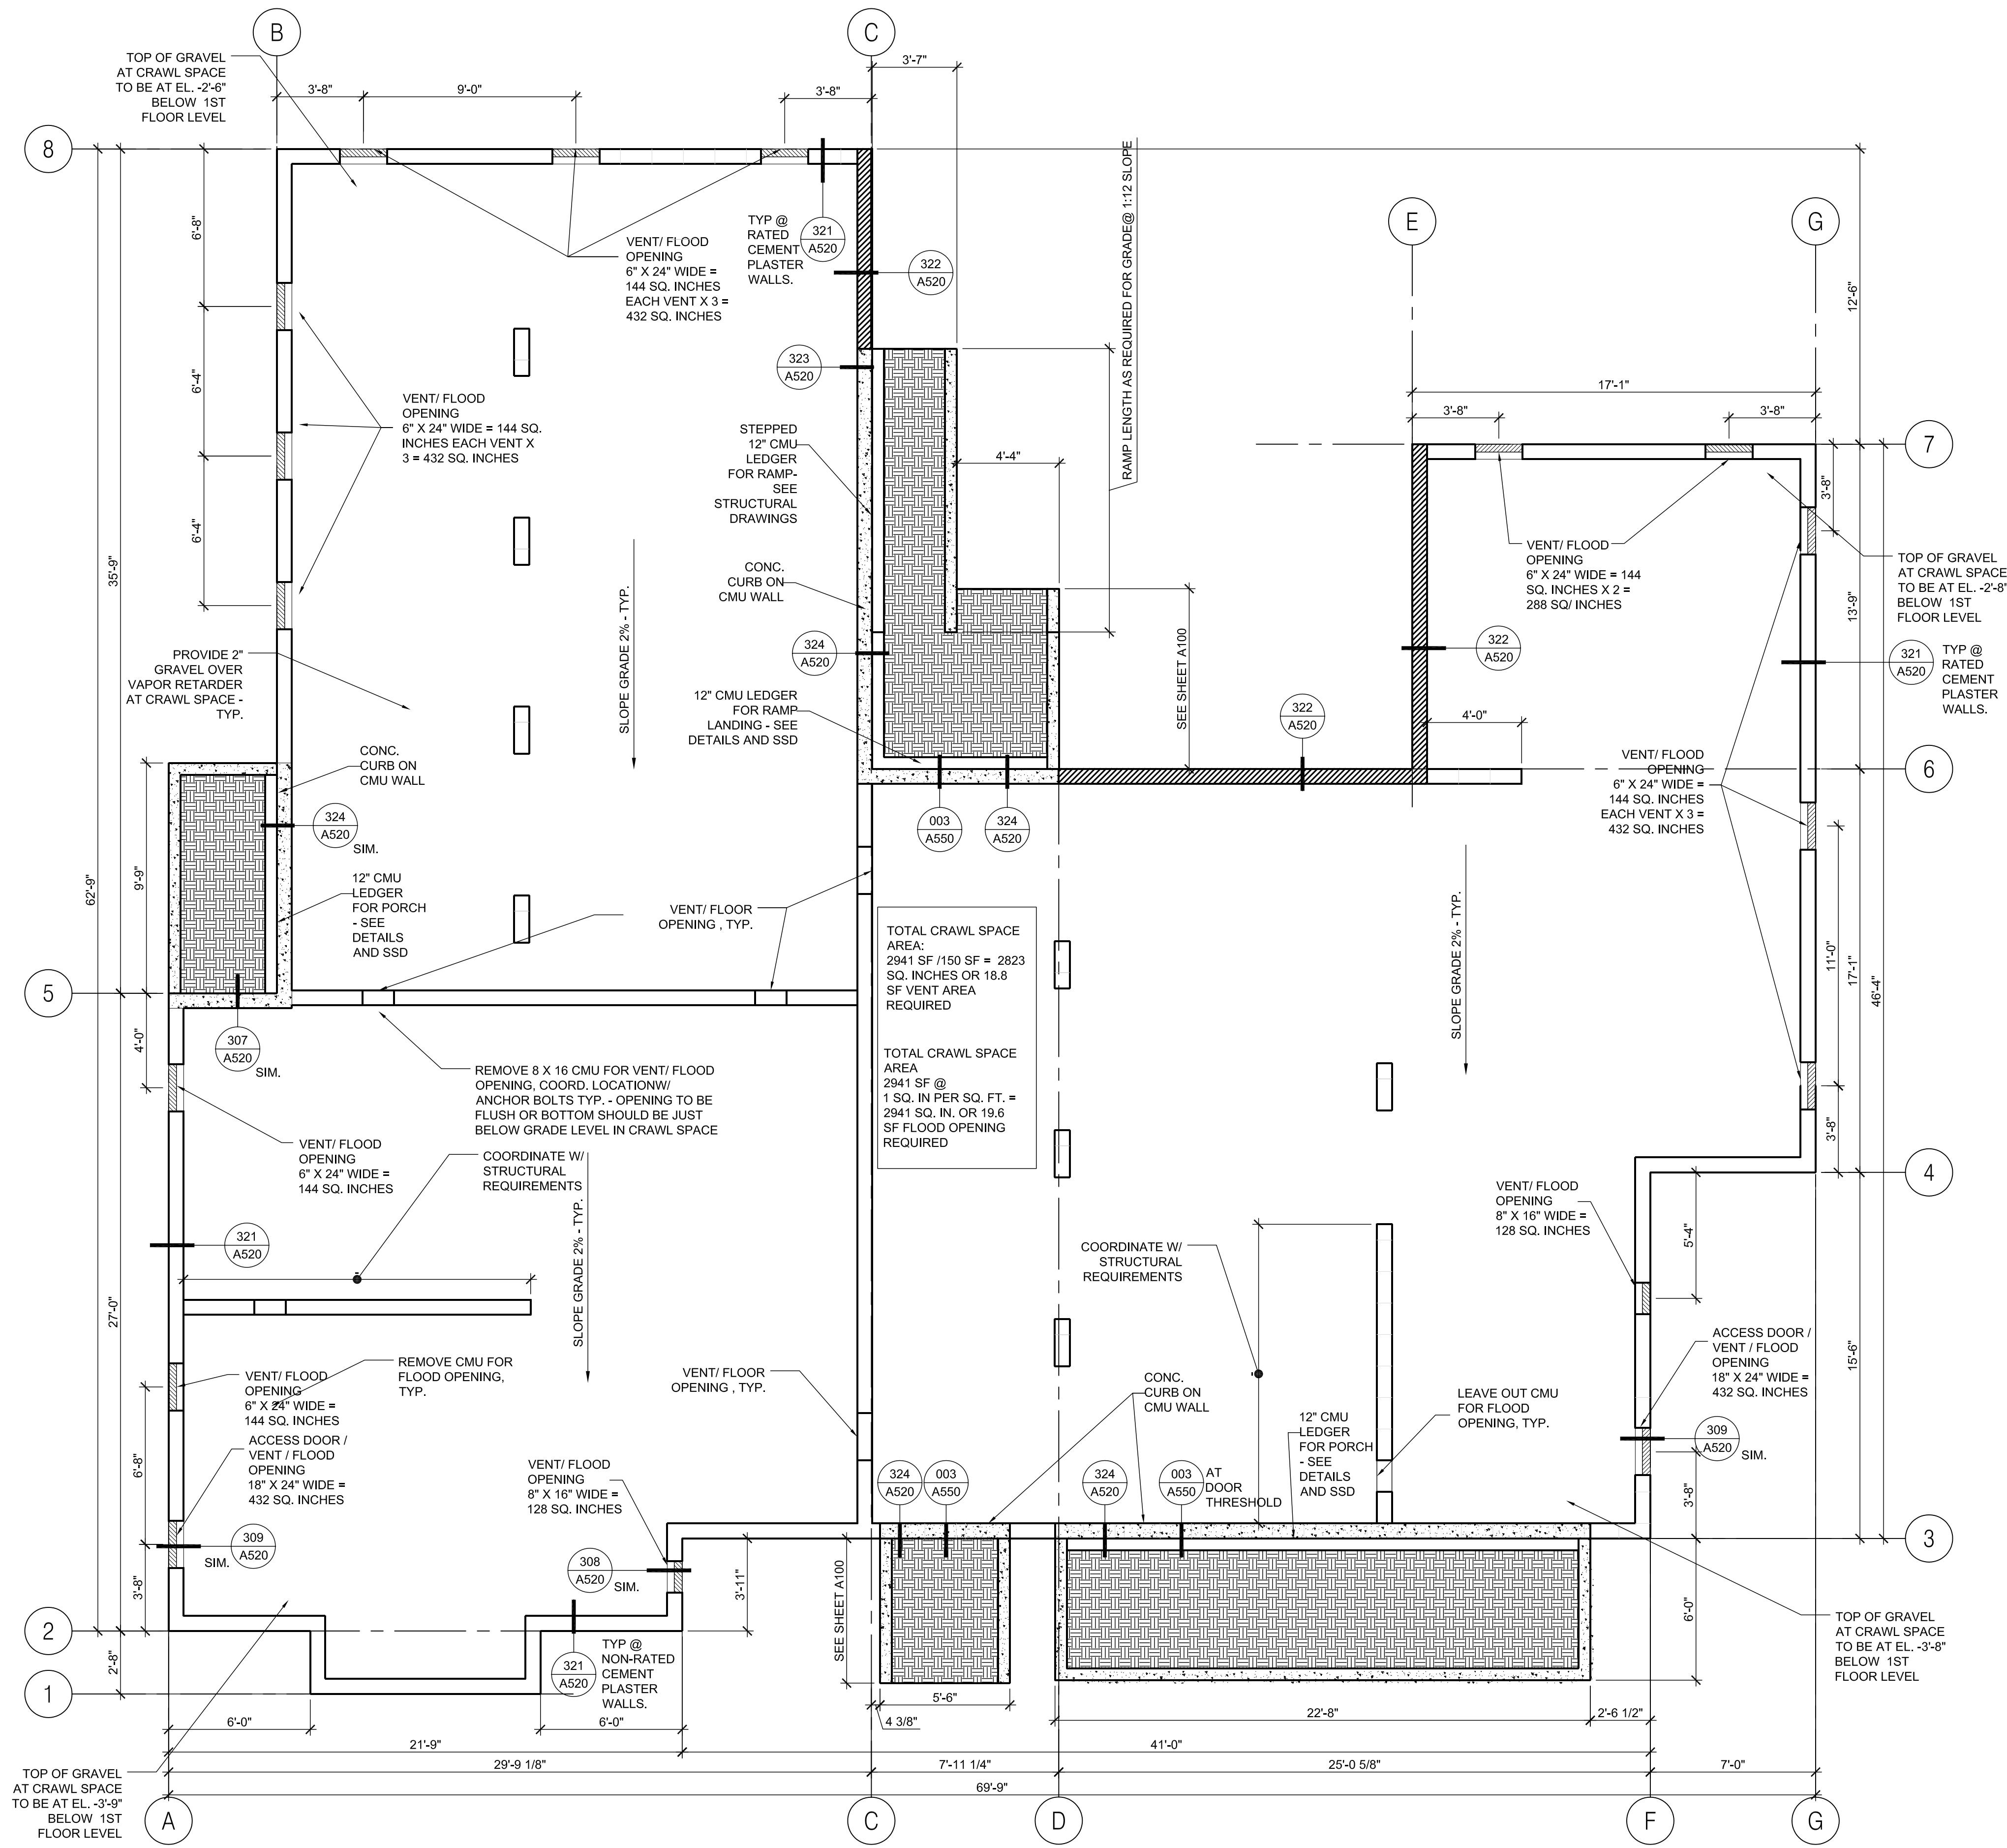 B
C
TOP OF GRAVEL
AT CRAWL SPACE
TO BE AT EL. -2'-6"
BELOW 1ST
FLOOR LEVEL
3'-8"
9'-0"
3'-8"
3'-7"
8
6'-8"
6'-4"
6'-4"
35'-9"
62'-9"
VENT/ FLOOD
OPENING
6" X 24" WIDE =
144 SQ. INCHES
EACH VENT X 3 =
432 SQ. INCHES
TYP @
RATED
CEMENT
PLASTER
WALLS.
321
A520
322
A520
RAMP LENGTH AS REQUIRED FOR GRADE@ 1:12 SLOPE
E
G
12'-6"
17'-1"
3'-8"
3'-8"
7
3'-8"
VENT/ FLOOD
OPENING
6" X 24" WIDE = 144 SQ.
INCHES EACH VENT X
3 = 432 SQ. INCHES
323
A520
STEPPED
12" CMU
LEDGER
FOR RAMP-
SEE
STRUCTURAL
DRAWINGS
4'-4"
CONC.
CURB ON
CMU WALL
SLOPE GRADE 2% - TYP.
324
A520
12" CMU LEDGER
FOR RAMP
LANDING - SEE
DETAILS AND SSD
SEE SHEET A100
VENT/ FLOOD
OPENING
6" X 24" WIDE = 144
SQ. INCHES X 2 =
288 SQ/ INCHES
TOP OF GRAVEL
AT CRAWL SPACE
TO BE AT EL. -2'-8"
BELOW 1ST
FLOOR LEVEL
13'-9"
322
A520
321
A520
TYP @
RATED
CEMENT
PLASTER
WALLS.
322
A520
4'-0"
VENT/ FLOOD
OPENING
6" X 24" WIDE =
144 SQ. INCHES
EACH VENT X 3 =
432 SQ. INCHES
6
PROVIDE 2"
GRAVEL OVER
VAPOR RETARDER
AT CRAWL SPACE -
TYP.
CONC.
CURB ON
CMU WALL
9'-9"
324
A520
SIM.
12" CMU
LEDGER
FOR PORCH
- SEE
DETAILS
AND SSD
VENT/ FLOOR
OPENING , TYP.
003
A550
324
A520
TOTAL CRAWL SPACE
AREA:
2941 SF /150 SF = 2823
SQ. INCHES OR 18.8
SF VENT AREA
REQUIRED
TOTAL CRAWL SPACE
AREA
2941 SF @
1 SQ. IN PER SQ. FT. =
2941 SQ. IN. OR 19.6
SF FLOOD OPENING
REQUIRED
SLOPE GRADE 2% - TYP.
11'-0"
17'-1"
46'-4"
3'-8"
5
4'-0"
307
A520
SIM.
REMOVE 8 X 16 CMU FOR VENT/ FLOOD
OPENING, COORD. LOCATIONW/
ANCHOR BOLTS TYP. - OPENING TO BE
FLUSH OR BOTTOM SHOULD BE JUST
BELOW GRADE LEVEL IN CRAWL SPACE
VENT/ FLOOD
OPENING
6" X 24" WIDE =
144 SQ. INCHES
COORDINATE W/
STRUCTURAL
REQUIREMENTS
SLOPE GRADE 2% - TYP.
321
A520
27'-0"
4
VENT/ FLOOD
OPENING
8" X 16" WIDE =
128 SQ. INCHES
5'-4"
COORDINATE W/
STRUCTURAL
REQUIREMENTS
ACCESS DOOR /
VENT / FLOOD
OPENING
18" X 24" WIDE =
432 SQ. INCHES
15'-6"
VENT/ FLOOD
OPENING
6" X 24" WIDE =
144 SQ. INCHES
REMOVE CMU FOR
FLOOD OPENING,
TYP.
VENT/ FLOOR
OPENING , TYP.
CONC.
CURB ON
CMU WALL
12" CMU
LEDGER
FOR PORCH
- SEE
DETAILS
AND SSD
LEAVE OUT CMU
FOR FLOOD
OPENING, TYP.
309
A520
SIM.
3'-8"
ACCESS DOOR /
VENT / FLOOD
OPENING
18" X 24" WIDE =
432 SQ. INCHES
6'-8"
VENT/ FLOOD
OPENING
8" X 16" WIDE =
128 SQ. INCHES
324
A520
003
A550
324
A520
003
A550
AT
DOOR
THRESHOLD
309
A520
SIM.
3'-8"
308
A520
SIM.
3'-11"
SEE SHEET A100
3
6'-0"
2
2'-8"
1
321
A520
TYP @
NON-RATED
CEMENT
PLASTER
WALLS.
TOP OF GRAVEL
AT CRAWL SPACE
TO BE AT EL. -3'-8"
BELOW 1ST
FLOOR LEVEL
6'-0"
6'-0"
5'-6"
4 3/8"
22'-8"
2'-6 1/2"
21'-9"
41'-0"
29'-9 1/8"
7'-11 1/4"
25'-0 5/8"
7'-0"
69'-9"
TOP OF GRAVEL
AT CRAWL SPACE
TO BE AT EL. -3'-9"
BELOW 1ST
FLOOR LEVEL
A
C
D
F
G